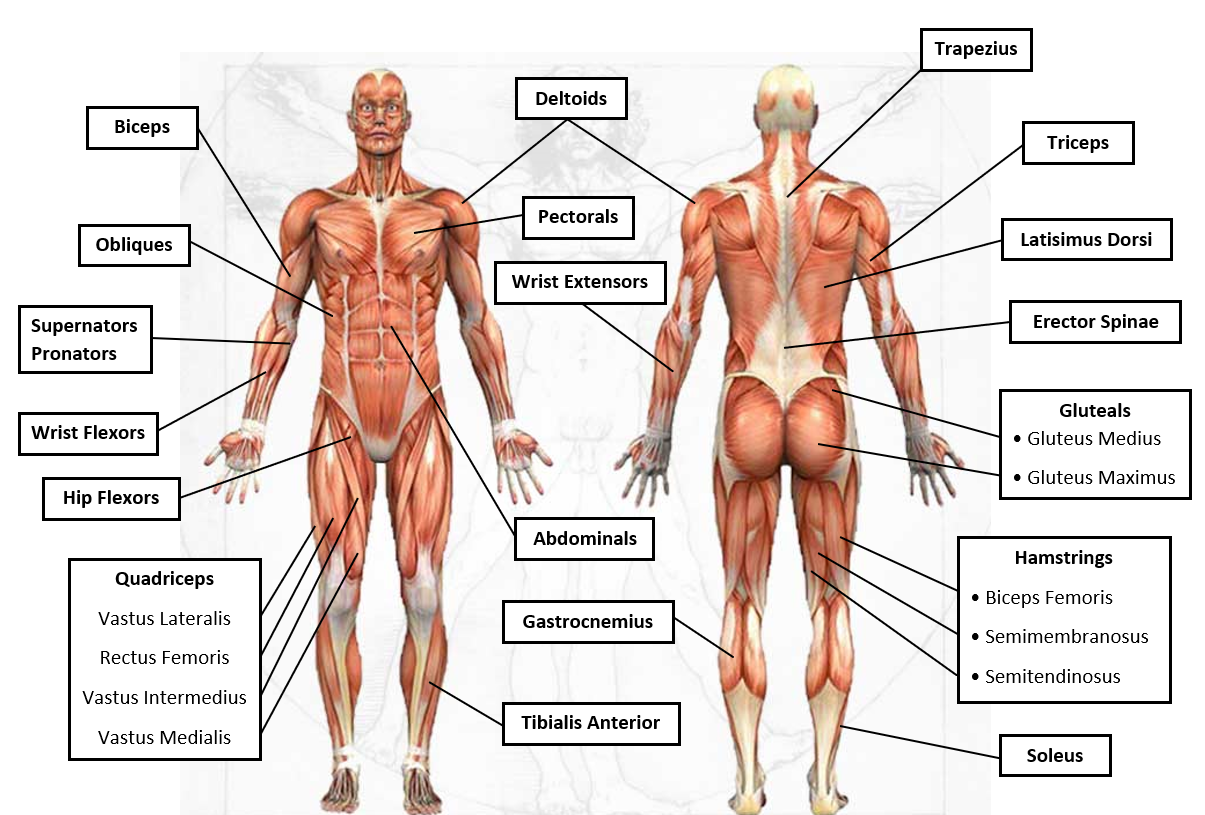 Trapezius
Deltoids
Biceps
Triceps
Pectorals
Obliques
Latisimus Dorsi
Wrist Extensors
Supernators
Pronators
Erector Spinae
Gluteals
• Gluteus Medius
• Gluteus Maximus
Wrist Flexors
Hip Flexors
Abdominals
Quadriceps
Vastus Lateralis
Rectus Femoris
Vastus Intermedius
Vastus Medialis
Hamstrings
• Biceps Femoris
• Semimembranosus
• Semitendinosus
Gastrocnemius
Tibialis Anterior
Soleus